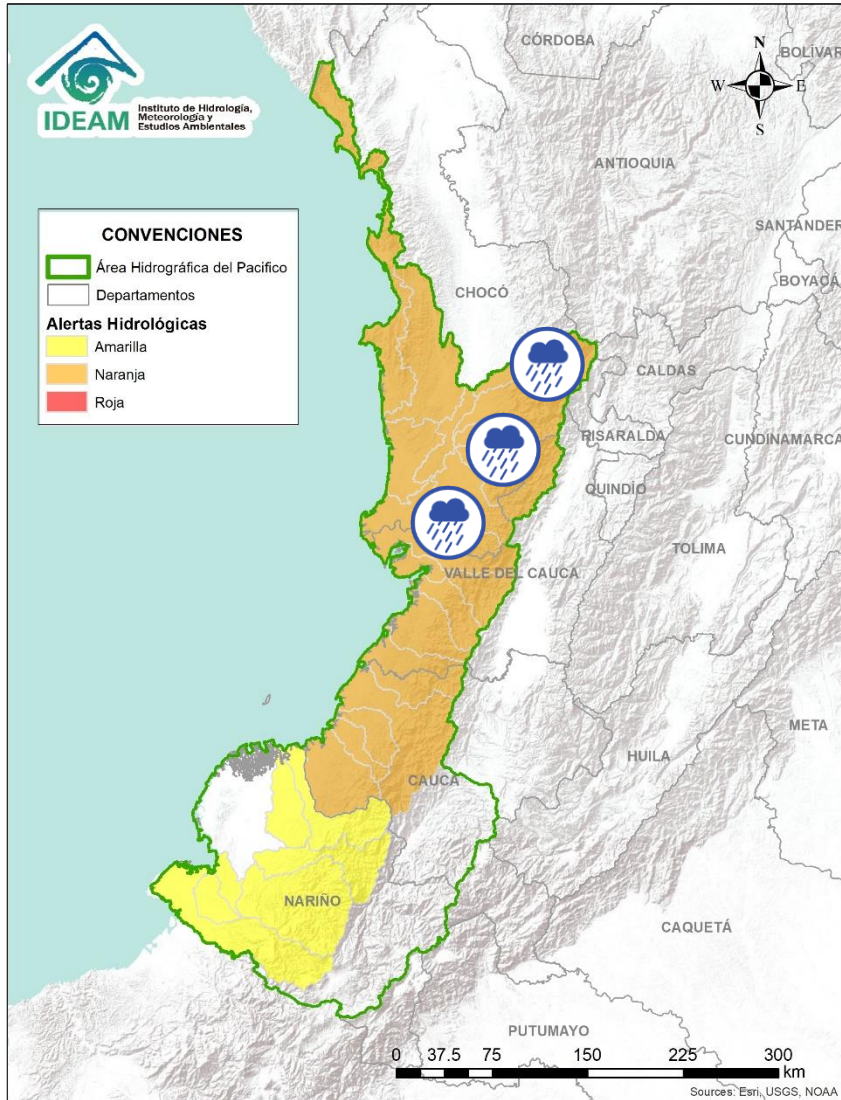 IDEAM
Instituto de Hidrología,
Meteorología y
Estudios Ambientales
N
W
E
S
CÓRDOBA
BOLÍVAR
ANTIOQUIA
SANTANDER
BOYACÁ
CONVENCIONES
Área Hidrográfica del Pacifico
Departamentos
Alertas Hidrológicas
Amarilla
Naranja
Roja
CHOCÓ
CALDAS
RISARALDA
CUNDINAMARCA
QUINDÍO
TOLIMA
VALLE DEL CAUCA
META
HUILA
CAUCA
NARIÑO
CAQUETÁ
PUTUMAYO
0 37.5 75 150 225 300
km
Sources: Esri, USGS, NOAA